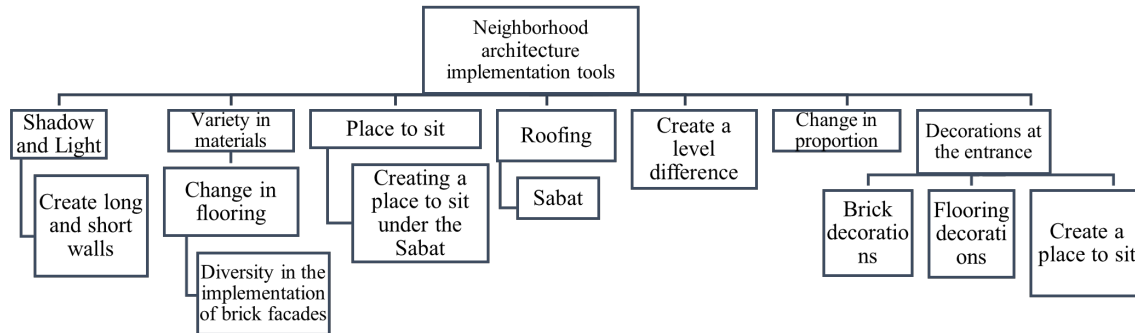 Neighborhood
architecture
implementation tools
Shadow
and Light
Create long
and short
walls
Variety in
materials
Change in
flooring
Diversity in the
implementation
of brick facades
Place to sit
Creating a
place to sit
under the
Sabat
Roofing
Sabat
Create a
level
difference
Change in
proportion
Decorations at
the entrance
Brick
decoratio
ns
Flooring
decorati
ons
Create a
place to sit